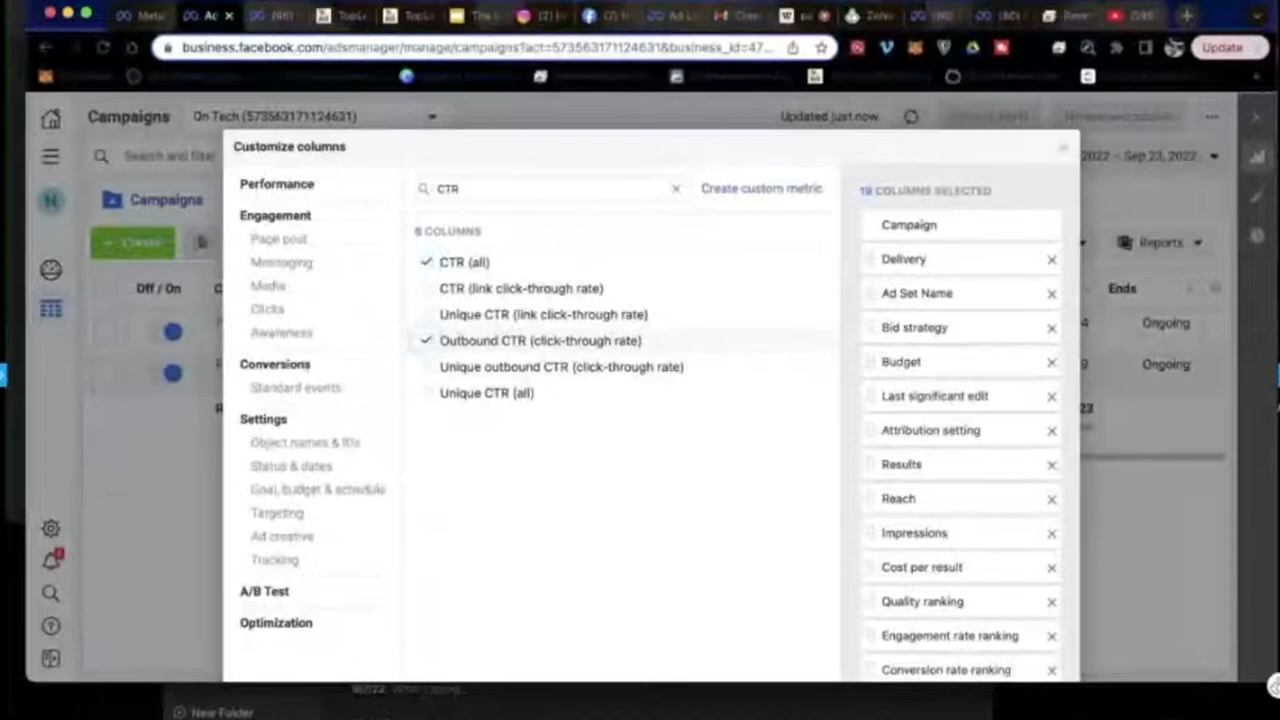 Update
business.facebook.com/adsmanager/manage/campaigns?act=573563171124631&business_id=47...
Campaigns
On Tech (573563171124631)
Updated just now
Search and filter
2022 – Sep 23, 2022
Campaigns
Create
Reports
Off / On
Ends
Ongoing
Ongoing
Customize columns
Performance
Engagement
Page post
Messaging
Media
Clicks
Awareness
Conversions
Standard events
Settings
Object names & IDs
Status & dates
Goal, budget & schedule
Targeting
Ad creative
Tracking
A/B Test
Optimization
CTR
Create custom metric
6 COLUMNS
CTR (all)
CTR (link click-through rate)
Unique CTR (link click-through rate)
Outbound CTR (click-through rate)
Unique outbound CTR (click-through rate)
Unique CTR (all)
19 COLUMNS SELECTED
Campaign
Delivery
Ad Set Name
Bid strategy
Budget
Last significant edit
Attribution setting
Results
Reach
Impressions
Cost per result
Quality ranking
Engagement rate ranking
Conversion rate ranking
New Folder